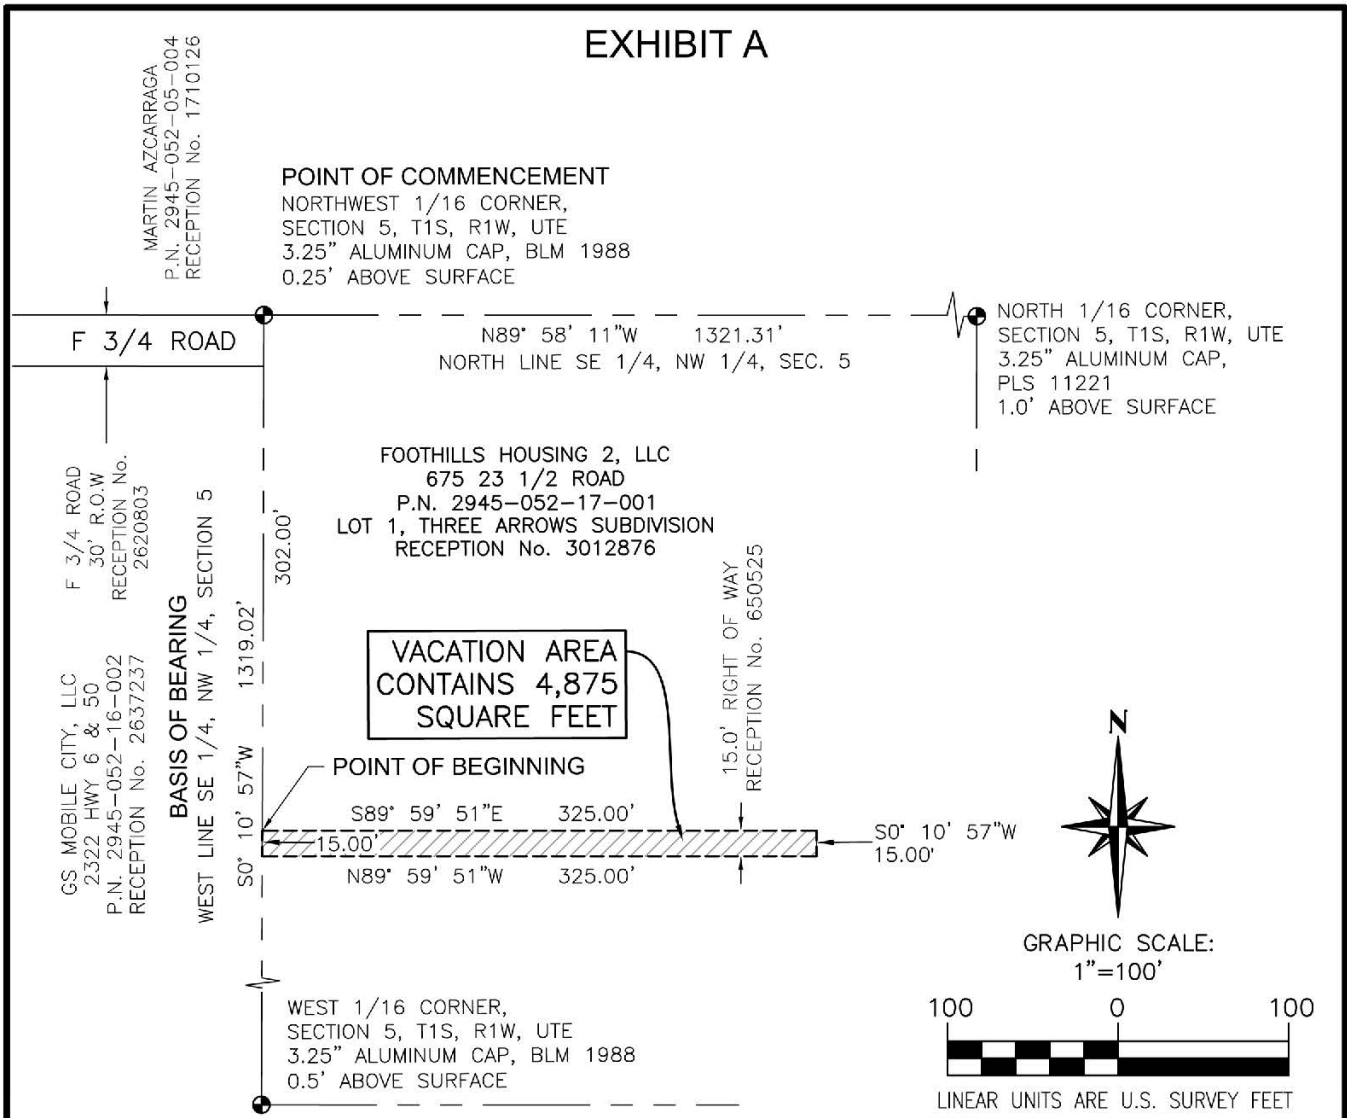 EXHIBIT A
MARTIN AZCARRAGA
P.N. 2945-052-05-004
RECEPTION No. 1710126
POINT OF COMMENCEMENT
NORTHWEST 1/16 CORNER,
SECTION 5, T1S, R1W, UTE
3.25" ALUMINUM CAP, BLM 1988
0.25' ABOVE SURFACE
F 3/4 ROAD
N89° 58' 11"W 1321.31'
NORTH LINE SE 1/4, NW 1/4, SEC. 5
NORTH 1/16 CORNER,
SECTION 5, T1S, R1W, UTE
3.25" ALUMINUM CAP,
PLS 11221
1.0' ABOVE SURFACE
F 3/4 ROAD
30' R.O.W
RECEPTION No.
2620803
FOOTHILLS HOUSING 2, LLC
675 23 1/2 ROAD
P.N. 2945-052-17-001
LOT 1, THREE ARROWS SUBDIVISION
RECEPTION No. 3012876
GS MOBILE CITY, LLC
2322 HWY 6 & 50
P.N. 2945-052-16-002
RECEPTION No. 2637237
BASIS OF BEARING
WEST LINE SE 1/4, NW 1/4, SECTION 5
S0° 10' 57"W 1319.02'
302.00'
VACATION AREA
CONTAINS 4,875
SQUARE FEET
15.0' RIGHT OF WAY
RECEPTION No. 650525
POINT OF BEGINNING
S89° 59' 51"E 325.00'
15.00'
N89° 59' 51"W 325.00'
S0° 10' 57"W
15.00'
N
GRAPHIC SCALE:
1"=100'
100 0 100
LINEAR UNITS ARE U.S. SURVEY FEET
WEST 1/16 CORNER,
SECTION 5, T1S, R1W, UTE
3.25" ALUMINUM CAP, BLM 1988
0.5' ABOVE SURFACE